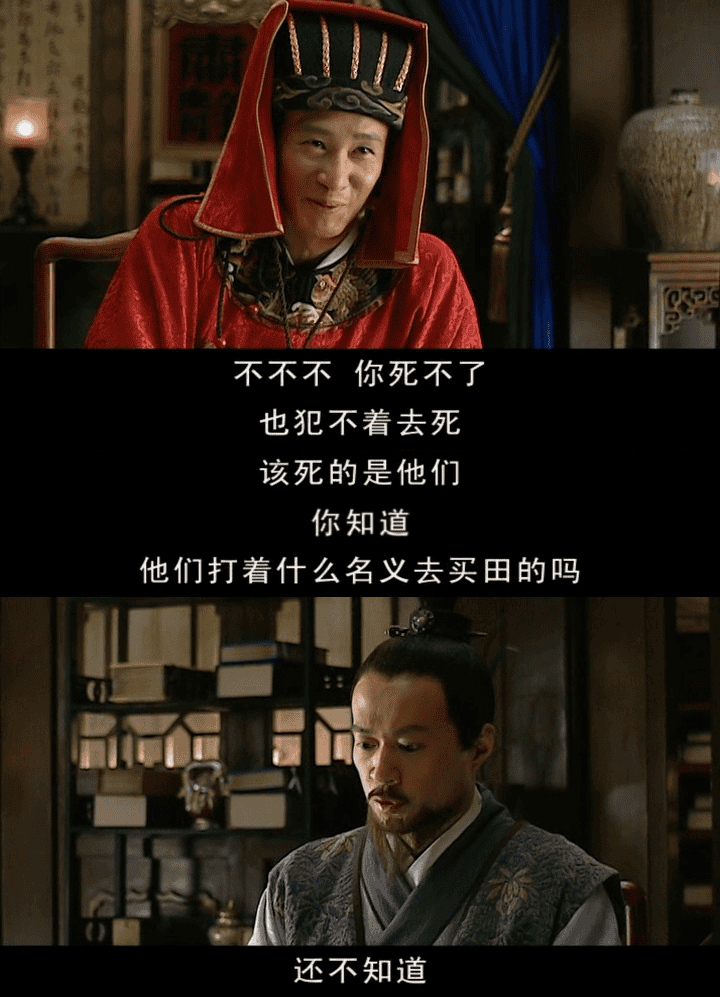 不不不 你死不了
也犯不着去死
该死的是他们
你知道
他们打着什么名义去买田的吗
还不知道